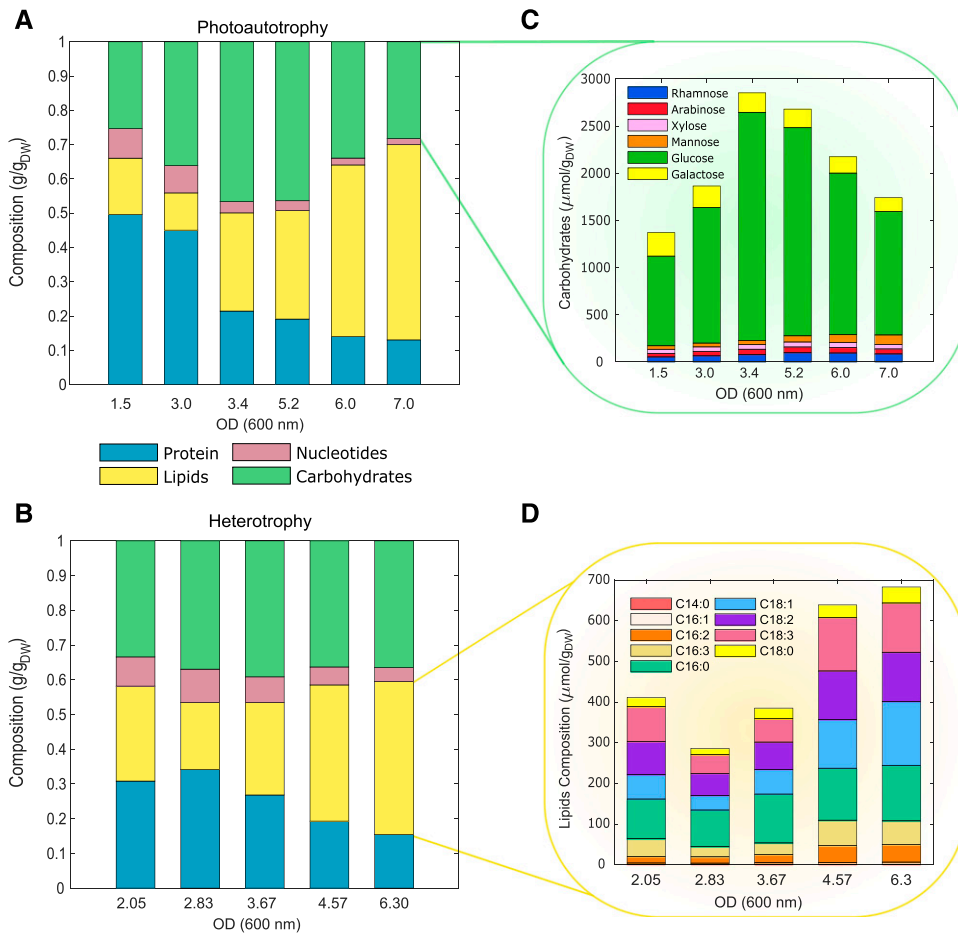 A
Photoautotrophy
Composition (g/gDW)
1
0.9
0.8
0.7
0.6
0.5
0.4
0.3
0.2
0.1
0
1.5 3.0 3.4 5.2 6.0 7.0
OD (600 nm)
Protein
Nucleotides
Lipids
Carbohydrates
C
Carbohydrates (μmol/gDW)
3000
2500
2000
1500
1000
500
0
Rhamnose
Arabinose
Xylose
Mannose
Glucose
Galactose
1.5 3.0 3.4 5.2 6.0 7.0
OD (600 nm)
B
Heterotrophy
Composition (g/gDW)
1
0.9
0.8
0.7
0.6
0.5
0.4
0.3
0.2
0.1
0
2.05 2.83 3.67 4.57 6.30
OD (600 nm)
D
Lipids Composition (μmol/gDW)
700
600
500
400
300
200
100
0
C14:0 C18:1
C16:1 C18:2
C16:2 C18:3
C16:3 C18:0
C16:0
2.05 2.83 3.67 4.57 6.3
OD (600 nm)